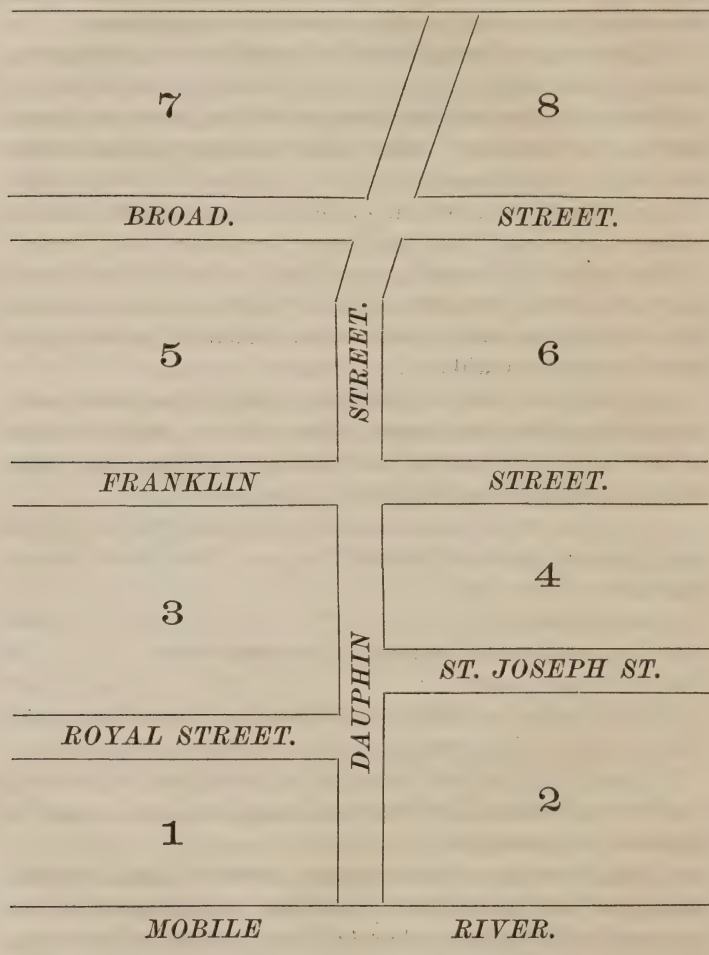 7 8
BROAD. STREET.
5 STREET. 6
FRANKLIN STREET.
4
3
DAUPHIN
ST. JOSEPH ST.
ROYAL STREET.
2
1
MOBILE RIVER.